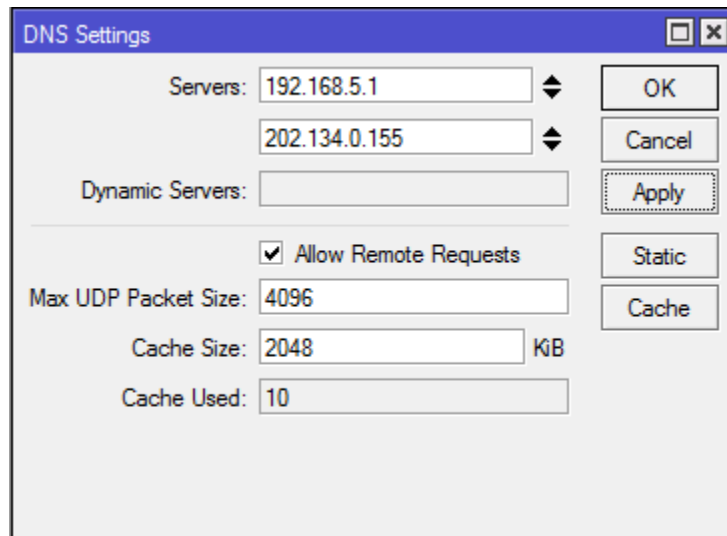 DNS Settings
Servers: 192.168.5.1
OK
202.134.0.155
Cancel
Dynamic Servers:
Apply
Allow Remote Requests
Static
Max UDP Packet Size: 4096
Cache
Cache Size: 2048 KiB
Cache Used: 10